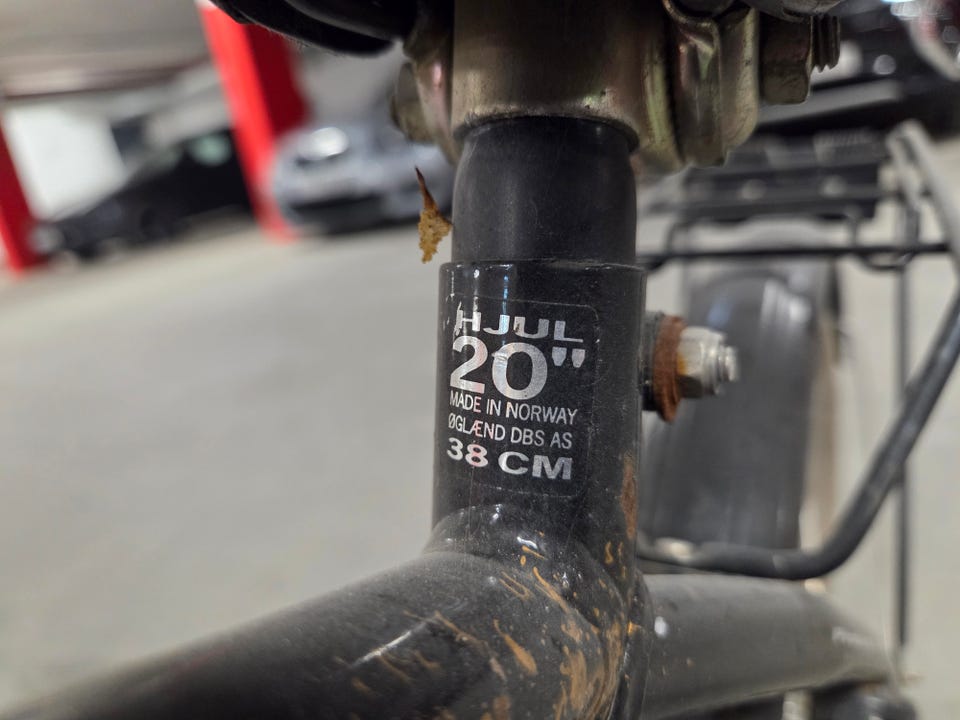 HJUL
20"
MADE IN NORWAY
ØGLÆND DBS AS
38 CM